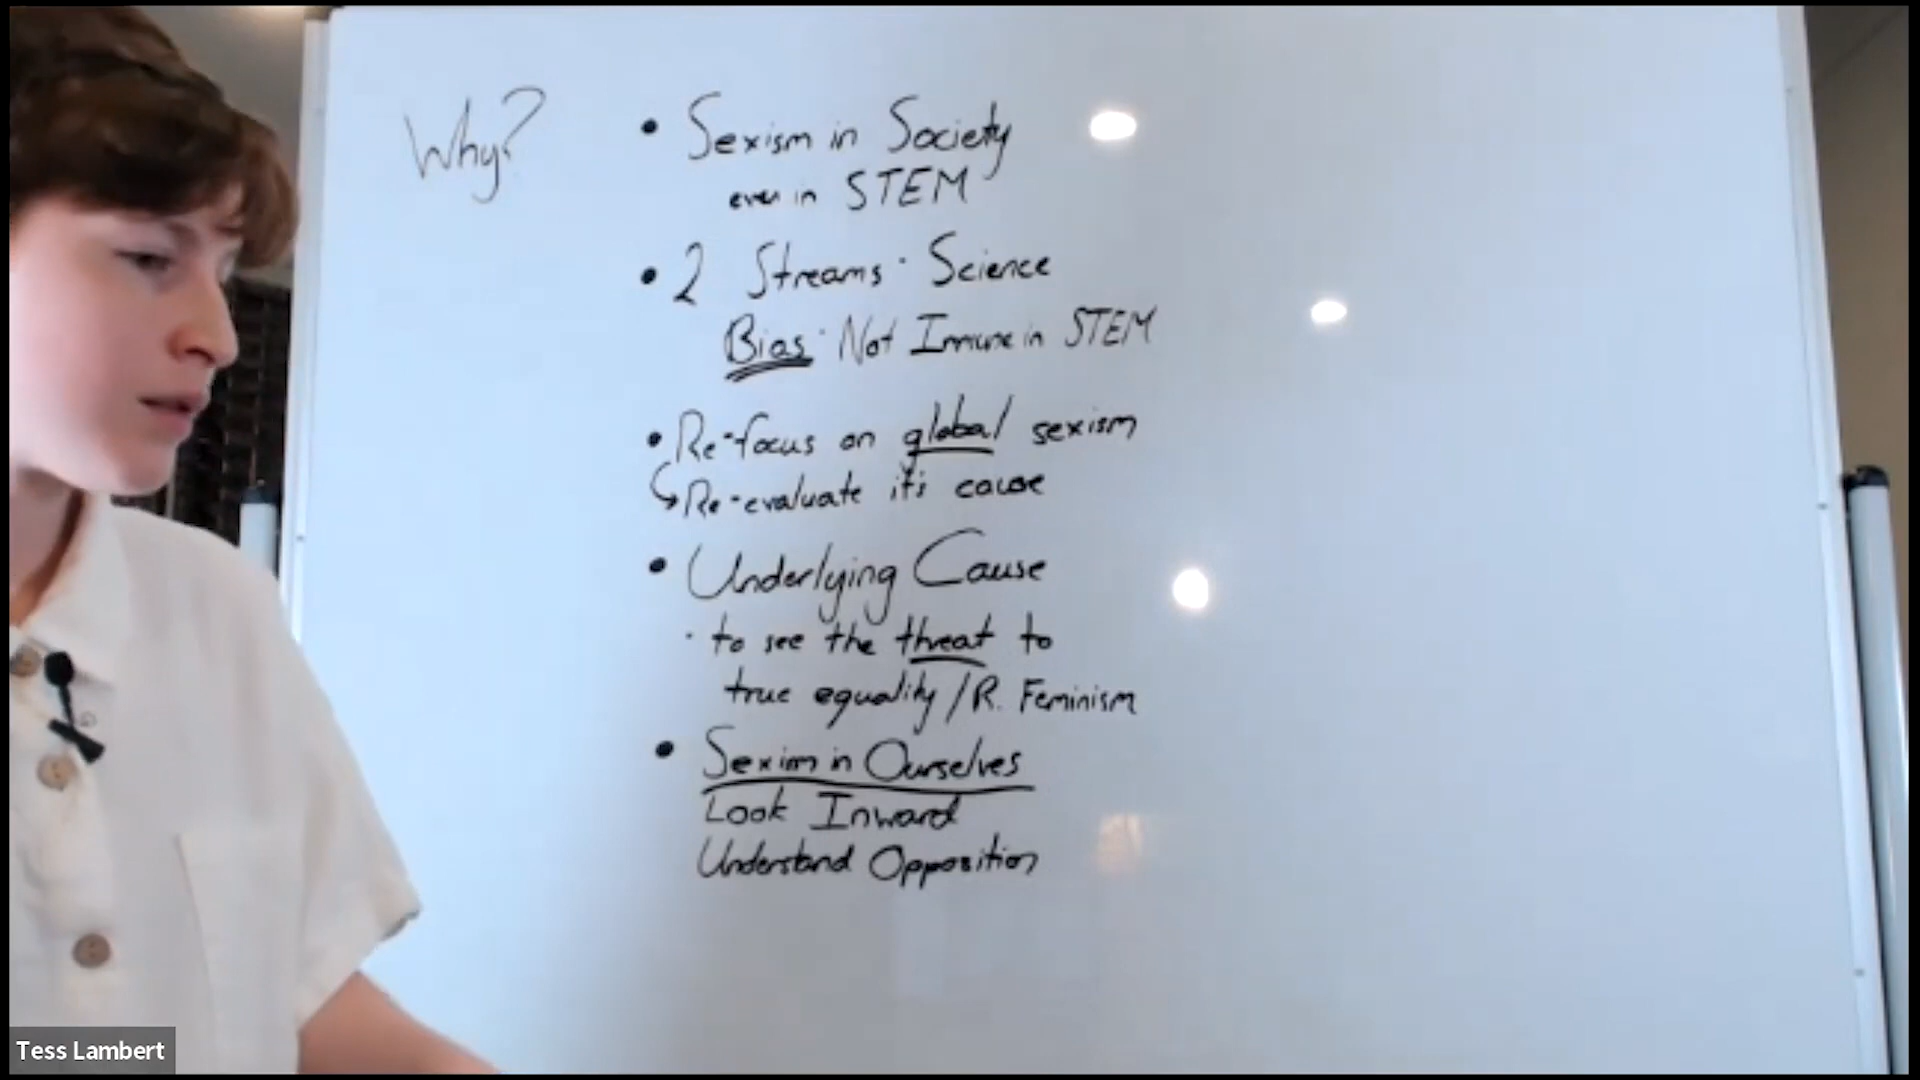 Why?
• Sexism in Society
even in STEM
• 2 Streams · Science
Bias · Not Immune in STEM
• Re-focus on global sexism
↳ Re-evaluate it's cause
• Underlying Cause
· to see the threat to
true equality / R. Feminism
• Sexim in Ourselves
Look Inward
Understand Opposition
Tess Lambert